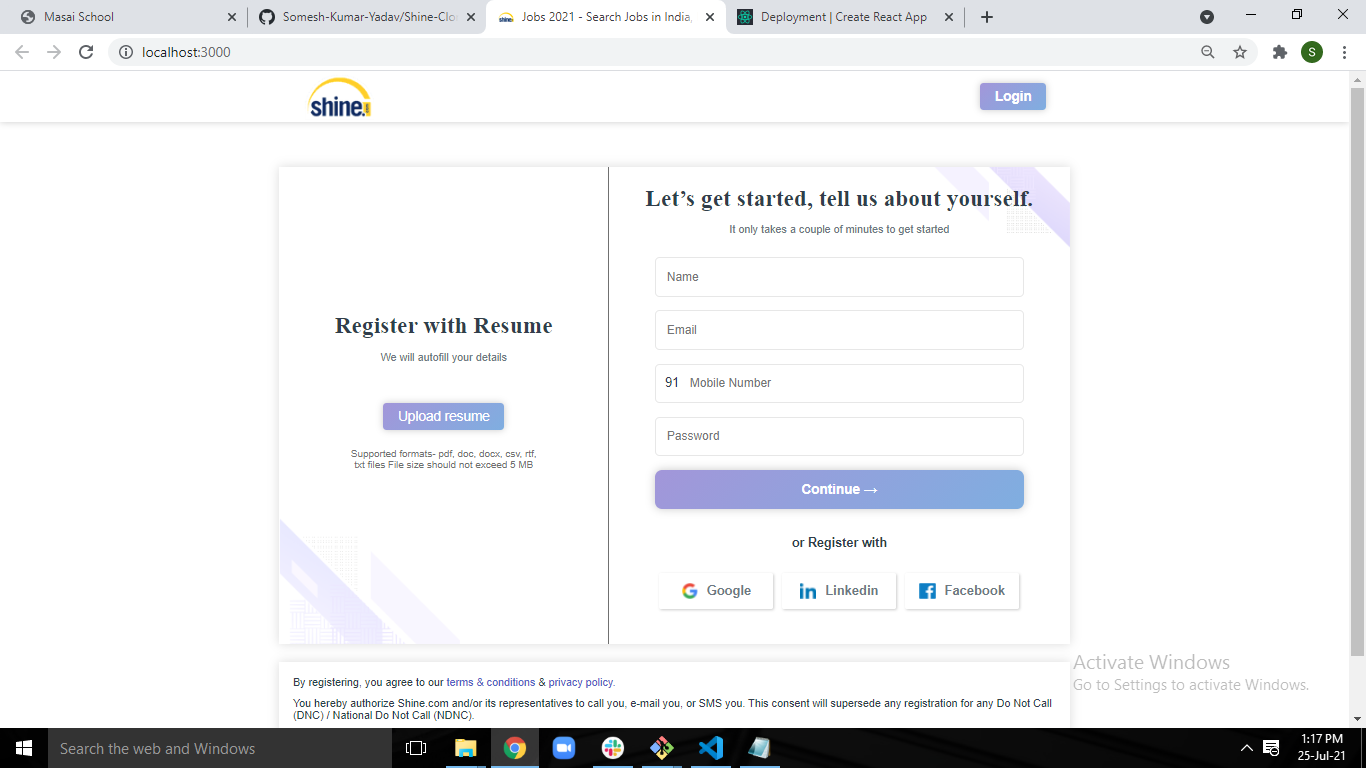 Masai School
Somesh-Kumar-Yadav/Shine-Clo
Jobs 2021 - Search Jobs in India,
Deployment | Create React App
localhost:3000
S
shine.com
Login
Let’s get started, tell us about yourself.
It only takes a couple of minutes to get started
Name
Email
91 Mobile Number
Password
Continue →
or Register with
Google
Linkedin
Facebook
Register with Resume
We will autofill your details
Upload resume
Supported formats- pdf, doc, docx, csv, rtf,
txt files File size should not exceed 5 MB
By registering, you agree to our terms & conditions & privacy policy.
You hereby authorize Shine.com and/or its representatives to call you, e-mail you, or SMS you. This consent will supersede any registration for any Do Not Call
(DNC) / National Do Not Call (NDNC).
Activate Windows
Go to Settings to activate Windows.
Search the web and Windows
1:17 PM
25-Jul-21